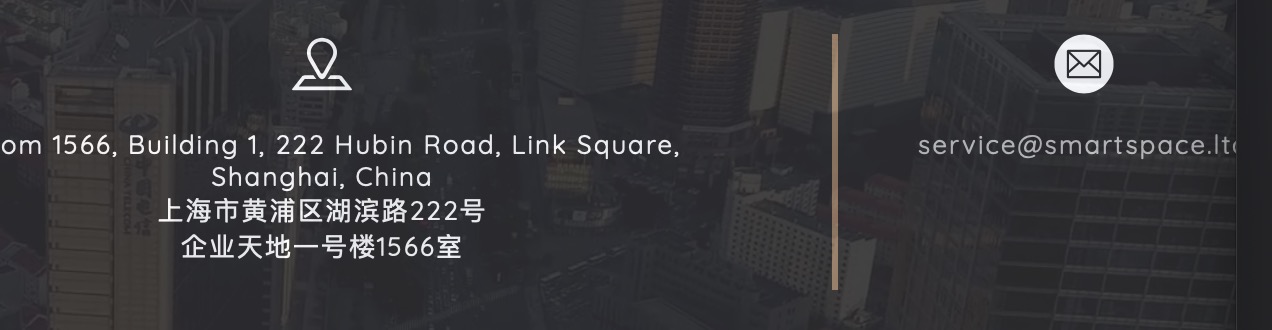 om 1566, Building 1, 222 Hubin Road, Link Square,
Shanghai, China
上海市黄浦区湖滨路222号
企业天地一号楼1566室
service@smartspace.ltd